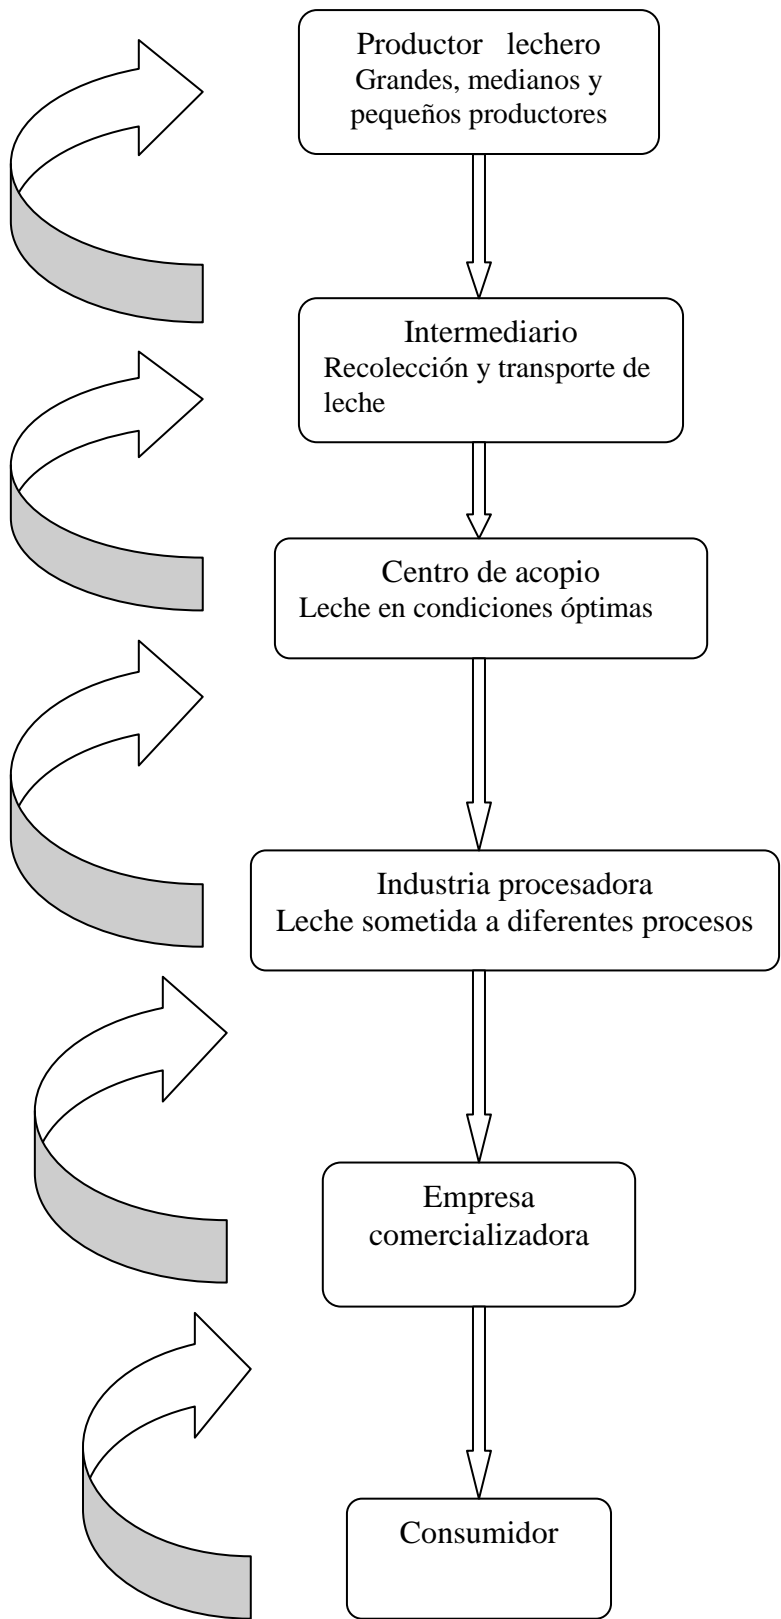 Productor lechero
Grandes, medianos y
pequeños productores
Intermediario
Recolección y transporte de
leche
Centro de acopio
Leche en condiciones óptimas
Industria procesadora
Leche sometida a diferentes procesos
Empresa
comercializadora
Consumidor